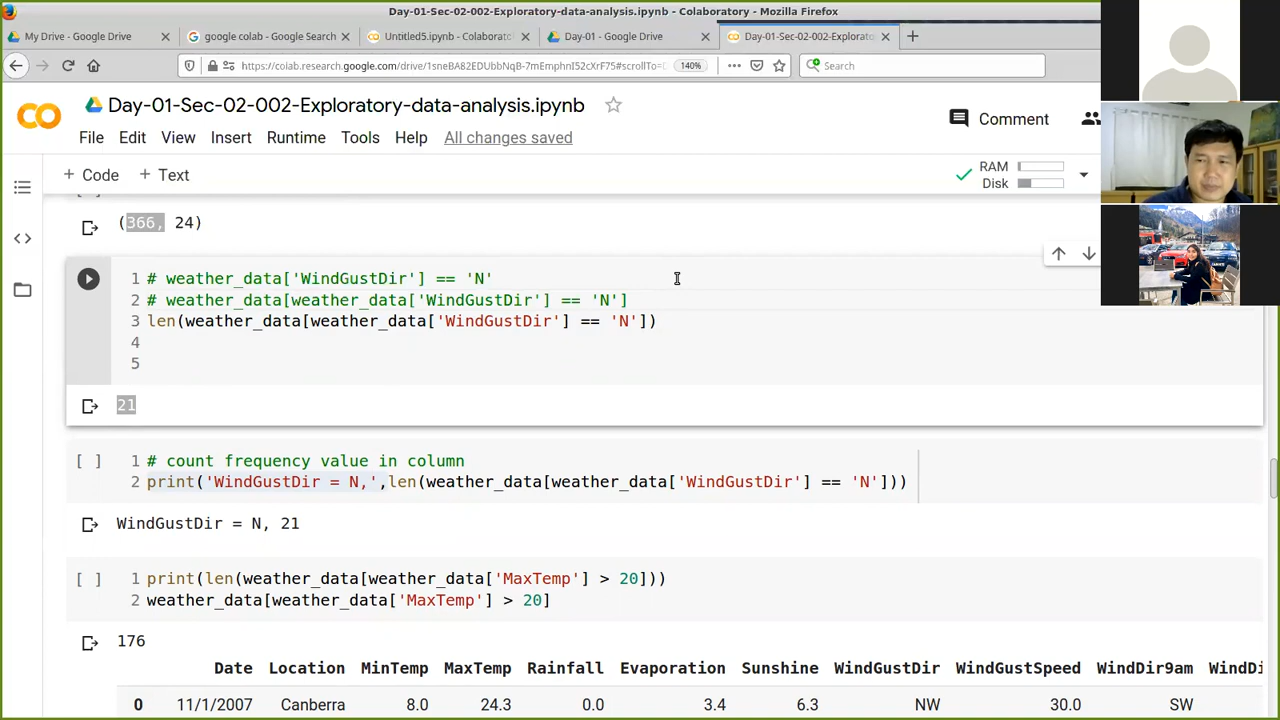 Day-01-Sec-02-002-Exploratory-data-analysis.ipynb - Colaboratory - Mozilla Firefox
My Drive - Google Drive
google colab - Google Search
Untitled5.ipynb - Colaborato
Day-01 - Google Drive
Day-01-Sec-02-002-Explorato
https://colab.research.google.com/drive/1sneBA82EDUbbNqB-7mEmphnI52cXrF75#scrollTo=
140%
Search
CO
Day-01-Sec-02-002-Exploratory-data-analysis.ipynb
File Edit View Insert Runtime Tools Help All changes saved
Comment
+ Code + Text
RAM
Disk
(366, 24)
1 # weather_data['WindGustDir'] == 'N'
2 # weather_data[weather_data['WindGustDir'] == 'N']
3 len(weather_data[weather_data['WindGustDir'] == 'N'])
4
5
21
[ ] 1 # count frequency value in column
2 print('WindGustDir = N,',len(weather_data[weather_data['WindGustDir'] == 'N']))
WindGustDir = N, 21
[ ] 1 print(len(weather_data[weather_data['MaxTemp'] > 20]))
2 weather_data[weather_data['MaxTemp'] > 20]
176
Date Location MinTemp MaxTemp Rainfall Evaporation Sunshine WindGustDir WindGustSpeed WindDir9am WindDi
0 11/1/2007 Canberra 8.0 24.3 0.0 3.4 6.3 NW 30.0 SW